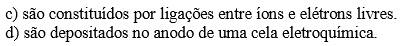 c) são constituídos por ligações entre íons e elétrons livres.
d) são depositados no anodo de uma cela eletroquímica.